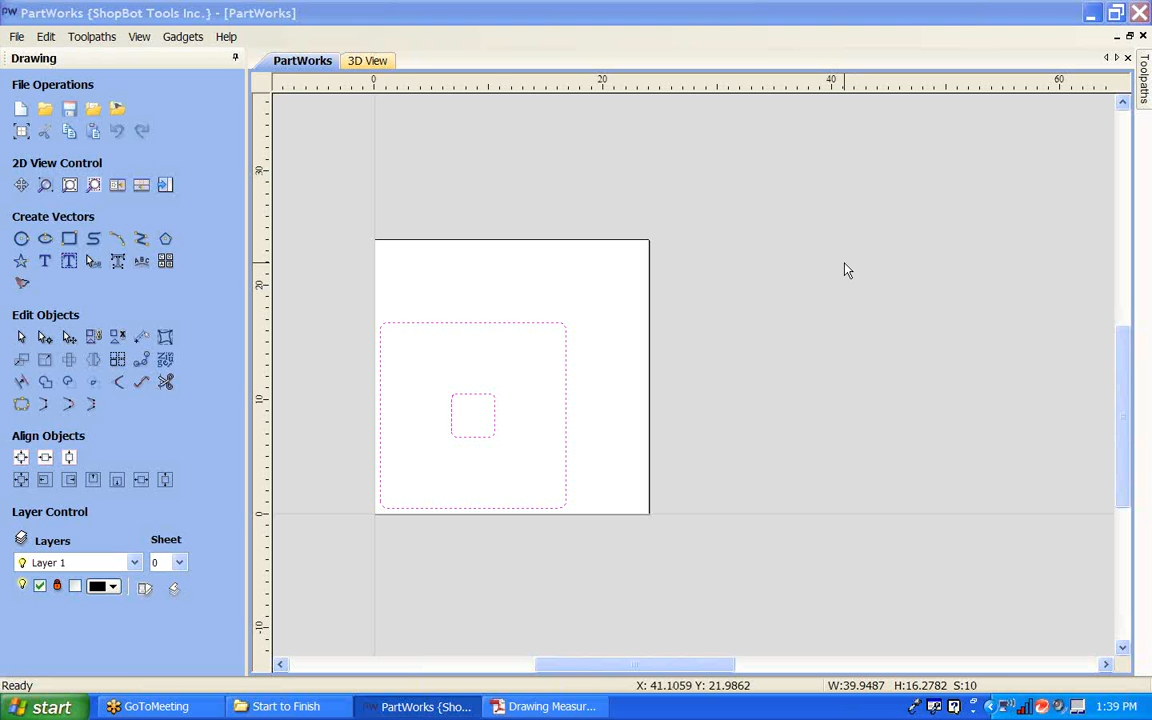 PW PartWorks {ShopBot Tools Inc.} - [PartWorks]
File Edit Toolpaths View Gadgets Help
Drawing
PartWorks 3D View
File Operations
2D View Control
Create Vectors
T T T ABC
Edit Objects
Align Objects
Layer Control
Layers Sheet
Layer 1 0
0 20 40 60
30
20
10
0
-10
Toolpaths
Ready X: 41.1059 Y: 21.9862 W:39.9487 H:16.2782 S:10
start GoToMeeting Start to Finish PW PartWorks {Sho... Drawing Measur... 1:39 PM